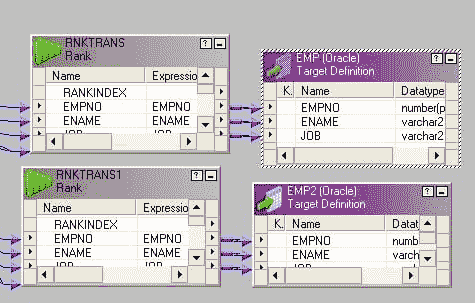 RNKTRANS
Rank
Name Expressio
RANKINDEX
EMPNO EMPNO
ENAME ENAME
JOB JOB
EMP (Oracle)
Target Definition
K. Name Datatype
EMPNO number(p
ENAME varchar2
JOB varchar2
RNKTRANS1
Rank
Name Expressio
RANKINDEX
EMPNO EMPNO
ENAME ENAME
JOB JOB
EMP2 (Oracle)
Target Definition
K. Name Datat
EMPNO numb
ENAME varch
JOB